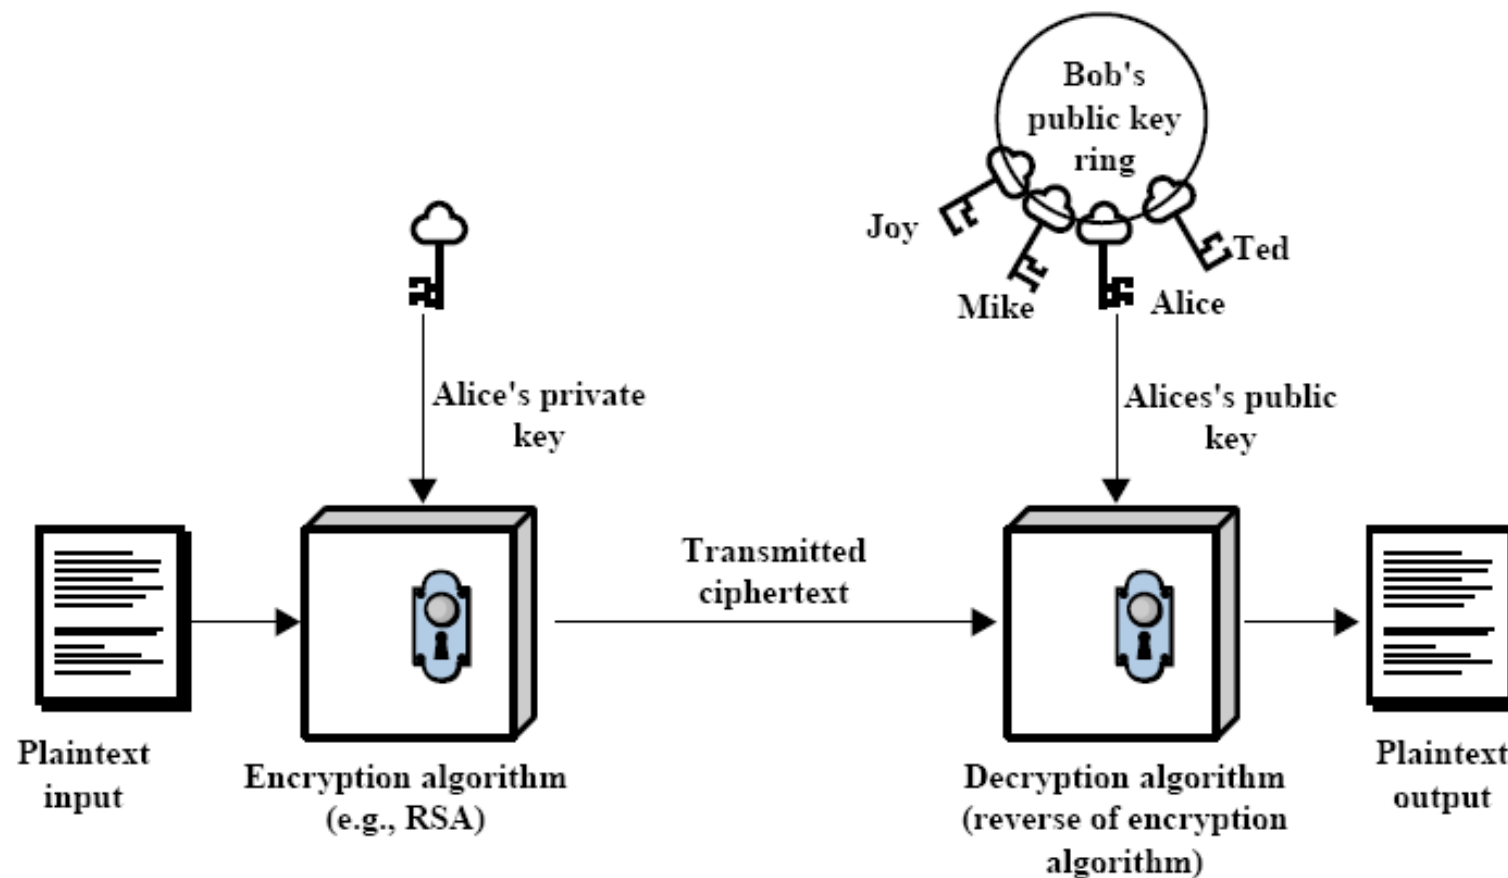 Bob's
public key
ring
Joy
Ted
Mike
Alice
Alice's private
key
Alices's public
key
Transmitted
ciphertext
Plaintext
input
Encryption algorithm
(e.g., RSA)
Decryption algorithm
(reverse of encryption
algorithm)
Plaintext
output